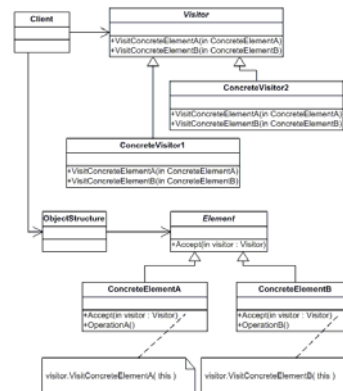 Client
Visitor
+VisitConcreteElementA(in ConcreteElementA)
+VisitConcreteElementB(in ConcreteElementB)
ConcreteVisitor2
+VisitConcreteElementA(in ConcreteElementA)
+VisitConcreteElementB(in ConcreteElementB)
ConcreteVisitor1
+VisitConcreteElementA(in ConcreteElementA)
+VisitConcreteElementB(in ConcreteElementB)
ObjectStructure
Element
+Accept(in visitor : Visitor)
ConcreteElementA
+Accept(in visitor : Visitor)
+OperationA()
ConcreteElementB
+Accept(in visitor : Visitor)
+OperationB()
visitor.VisitConcreteElementA( this )
visitor.VisitConcreteElementB( this )